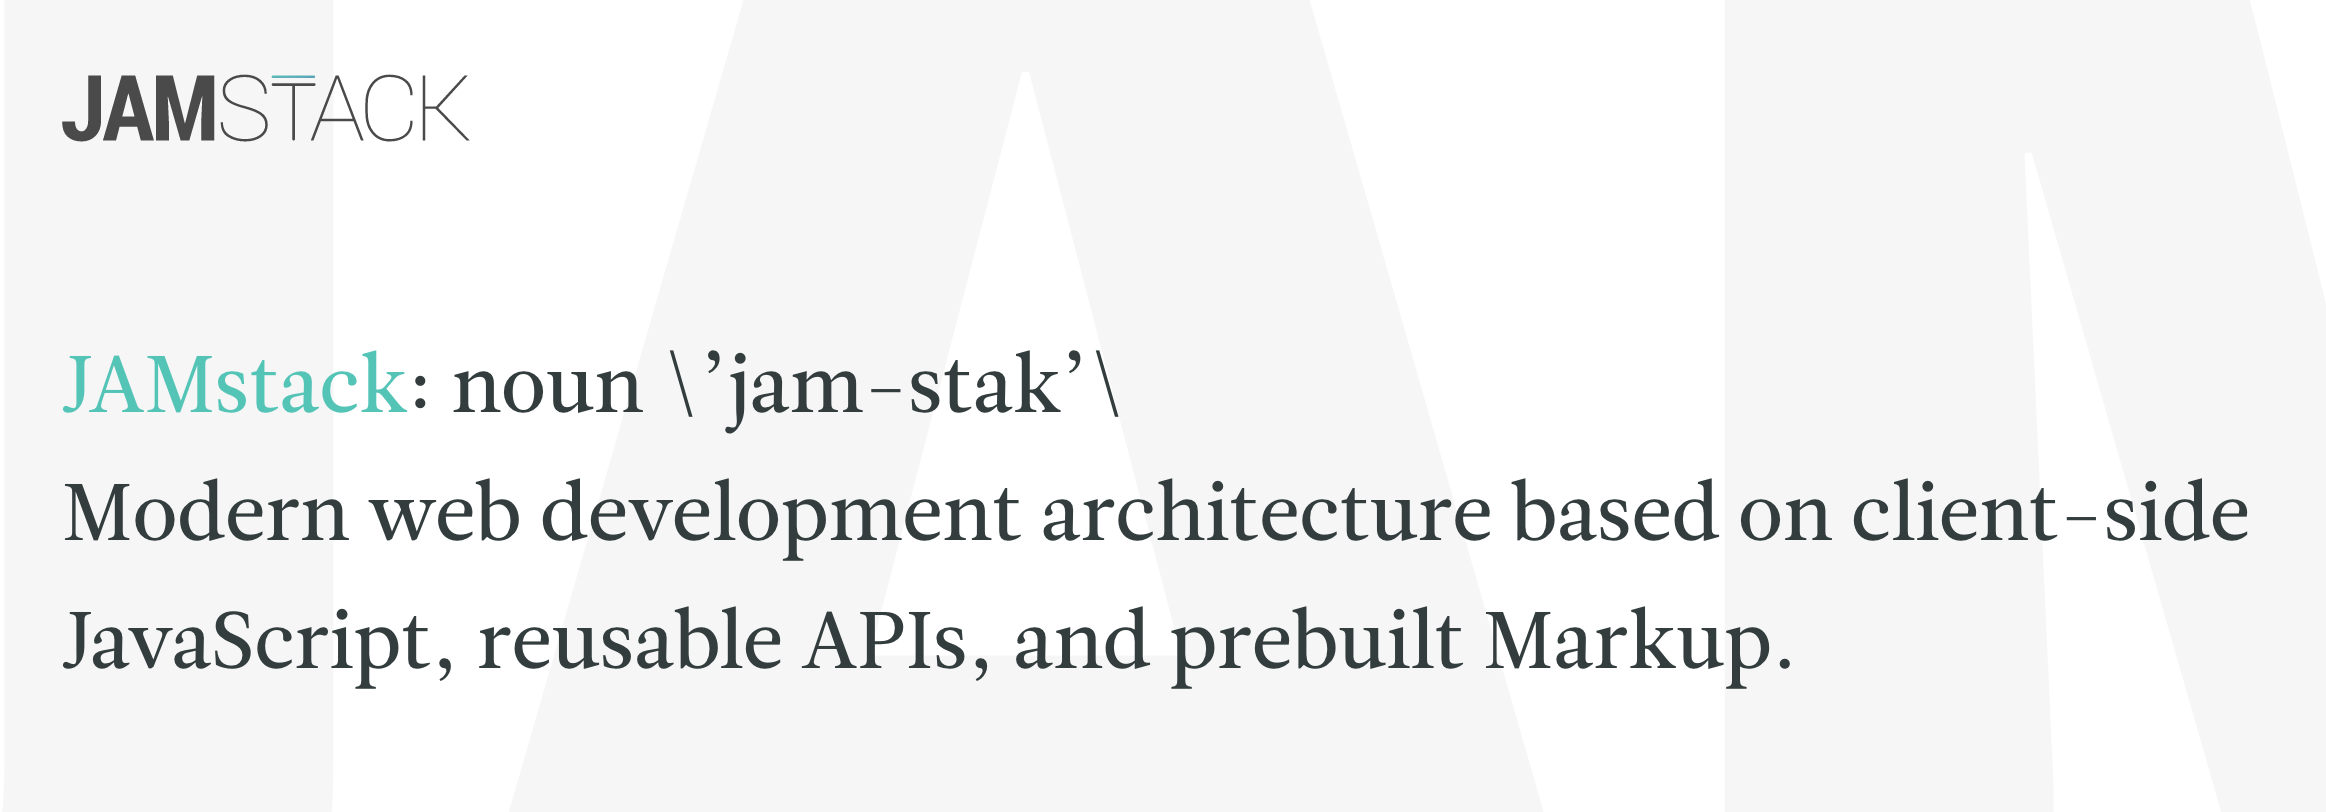 JAMSTACK
JAMstack: noun \’jam-stak’\
Modern web development architecture based on client-side
JavaScript, reusable APIs, and prebuilt Markup.